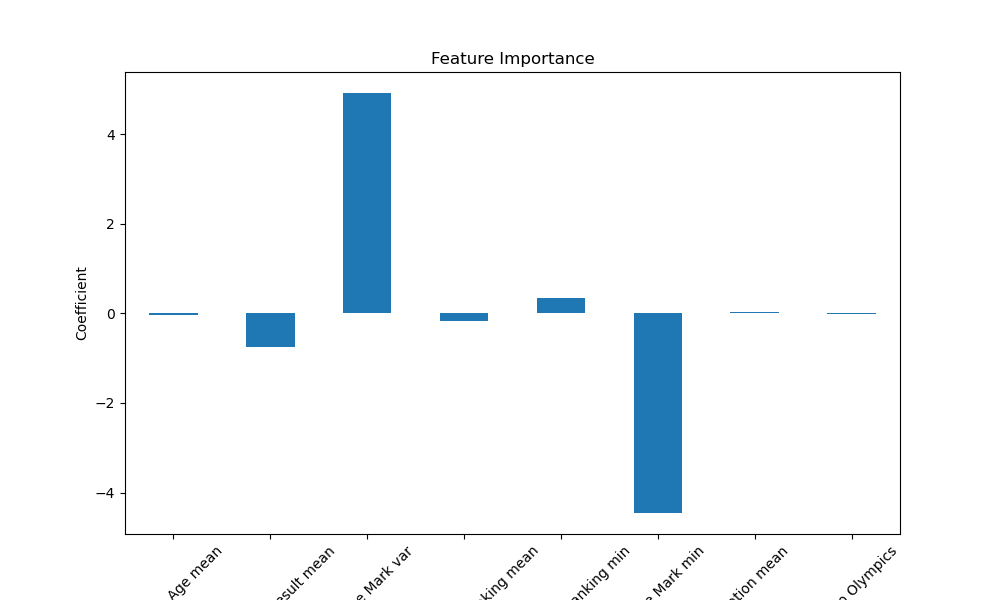 Feature Importance
4
2
0
−2
−4
Coefficient
Age mean
esult mean
e Mark var
king mean
anking min
e Mark min
tion mean
o Olympics